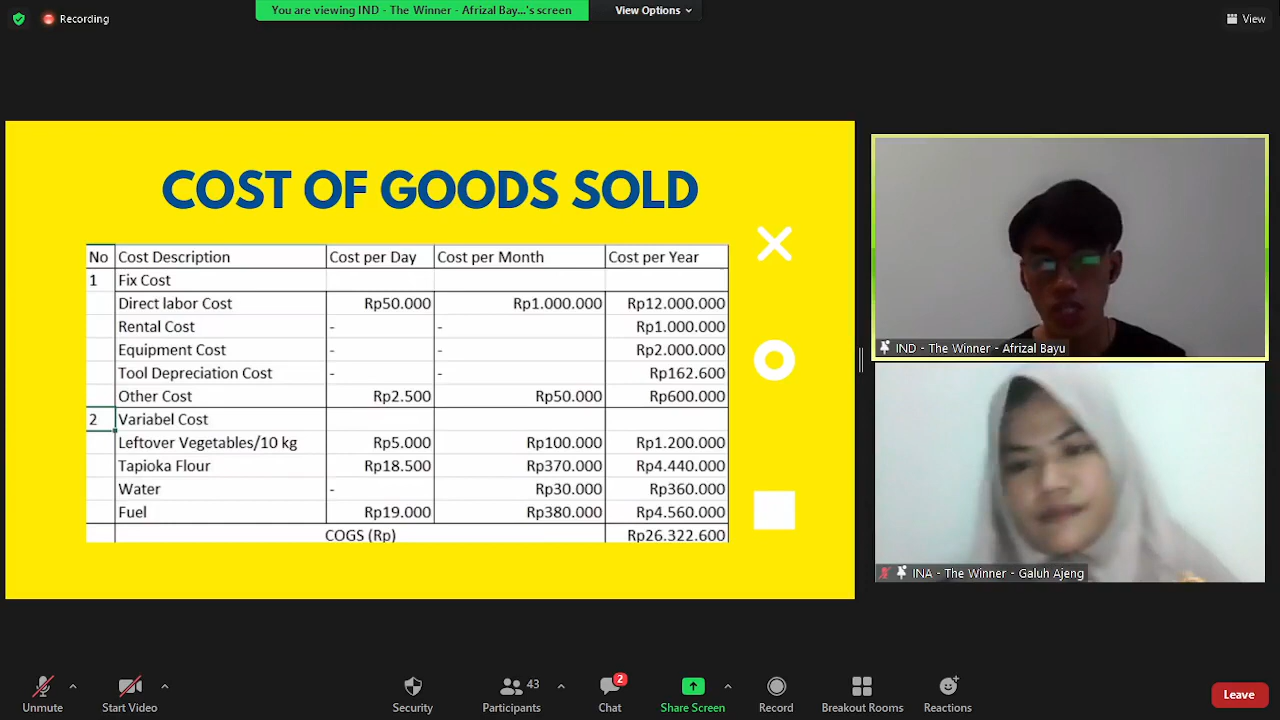 Recording
You are viewing IND - The Winner - Afrizal Bay...'s screen
View Options
View
COST OF GOODS SOLD
No Cost Description Cost per Day Cost per Month Cost per Year
1 Fix Cost
Direct labor Cost Rp50.000 Rp1.000.000 Rp12.000.000
Rental Cost - - Rp1.000.000
Equipment Cost - - Rp2.000.000
Tool Depreciation Cost - - Rp162.600
Other Cost Rp2.500 Rp50.000 Rp600.000
2 Variabel Cost
Leftover Vegetables/10 kg Rp5.000 Rp100.000 Rp1.200.000
Tapioka Flour Rp18.500 Rp370.000 Rp4.440.000
Water - Rp30.000 Rp360.000
Fuel Rp19.000 Rp380.000 Rp4.560.000
COGS (Rp) Rp26.322.600
IND - The Winner - Afrizal Bayu
INA - The Winner - Galuh Ajeng
Unmute
Start Video
Security
43
Participants
2
Chat
Share Screen
Record
Breakout Rooms
Reactions
Leave